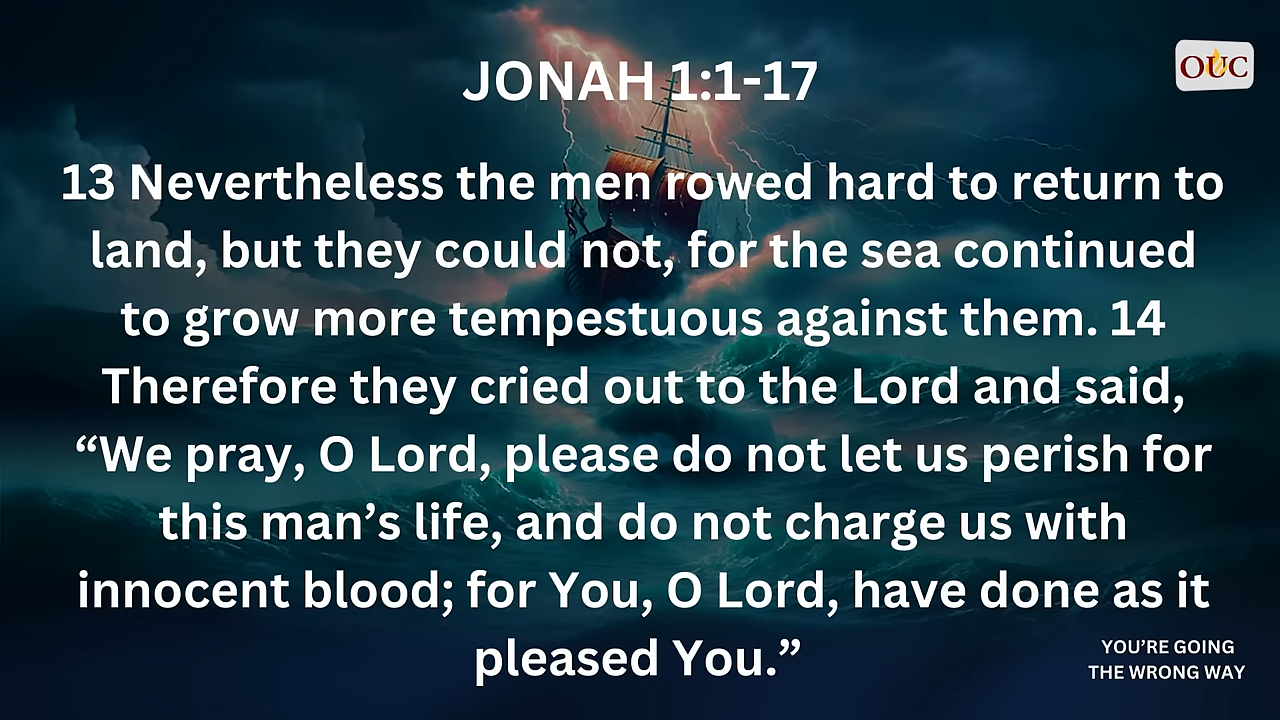 JONAH 1:1-17
OUC
13 Nevertheless the men rowed hard to return to
land, but they could not, for the sea continued
to grow more tempestuous against them. 14
Therefore they cried out to the Lord and said,
“We pray, O Lord, please do not let us perish for
this man’s life, and do not charge us with
innocent blood; for You, O Lord, have done as it
pleased You.”
YOU’RE GOING
THE WRONG WAY